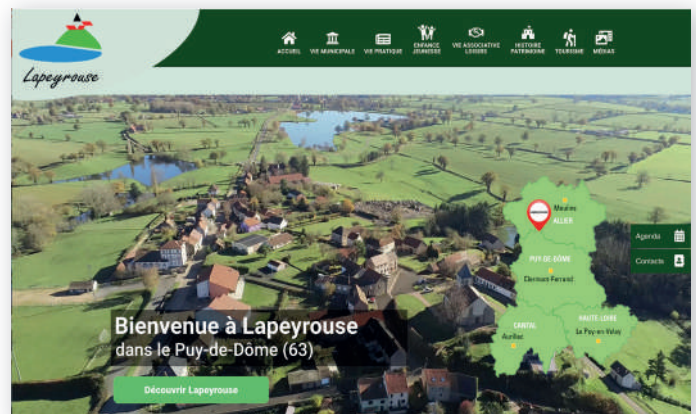 Lapeyrouse
ACCUEIL
VIE MUNICIPALE
VIE PRATIQUE
ENFANCE
JEUNESSE
VIE ASSOCIATIVE
LOISIRS
HISTOIRE
PATRIMOINE
TOURISME
MÉDIAS
Moulins
ALLIER
PUY-DE-DÔME
Clermont-Ferrand
CANTAL
Aurillac
HAUTE-LOIRE
Le Puy-en-Velay
Agenda
Contacts
Bienvenue à Lapeyrouse
dans le Puy-de-Dôme (63)
Découvrir Lapeyrouse